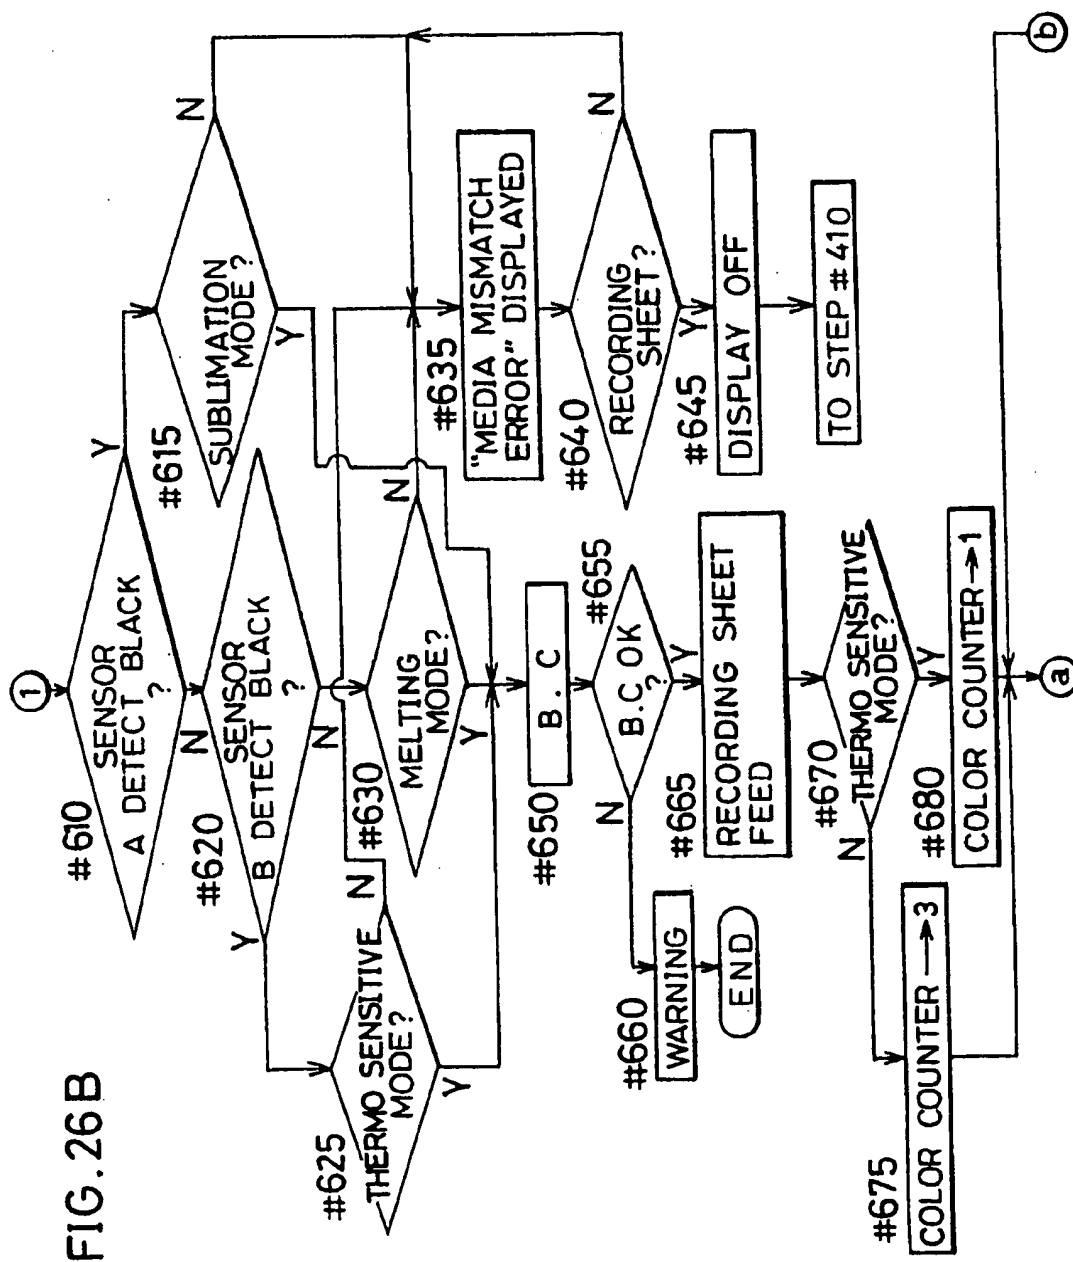 FIG. 26B
1
#610
SENSOR
A DETECT BLACK
?
Y
N
#615
SUBLIMATION
MODE?
N
Y
#620
SENSOR
B DETECT BLACK
?
Y
N
#625
THERMO SENSITIVE
MODE?
N
Y
#630
MELTING
MODE?
N
Y
#635
"MEDIA MISMATCH
ERROR" DISPLAYED
#640
RECORDING
SHEET?
N
Y
#645
DISPLAY OFF
TO STEP #410
#650
B. C
#655
B.C OK
?
N
Y
#660
WARNING
END
#665
RECORDING SHEET
FEED
#670
THERMO SENSITIVE
MODE?
N
Y
#675
COLOR COUNTER→3
#680
COLOR COUNTER→1
a
b